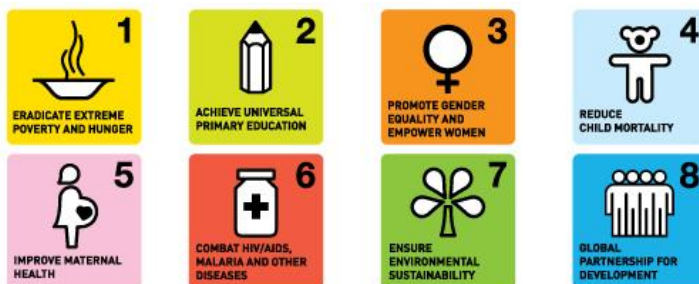 1
ERADICATE EXTREME
POVERTY AND HUNGER
2
ACHIEVE UNIVERSAL
PRIMARY EDUCATION
3
PROMOTE GENDER
EQUALITY AND
EMPOWER WOMEN
4
REDUCE
CHILD MORTALITY
5
IMPROVE MATERNAL
HEALTH
6
COMBAT HIV/AIDS,
MALARIA AND OTHER
DISEASES
7
ENSURE
ENVIRONMENTAL
SUSTAINABILITY
8
GLOBAL
PARTNERSHIP FOR
DEVELOPMENT